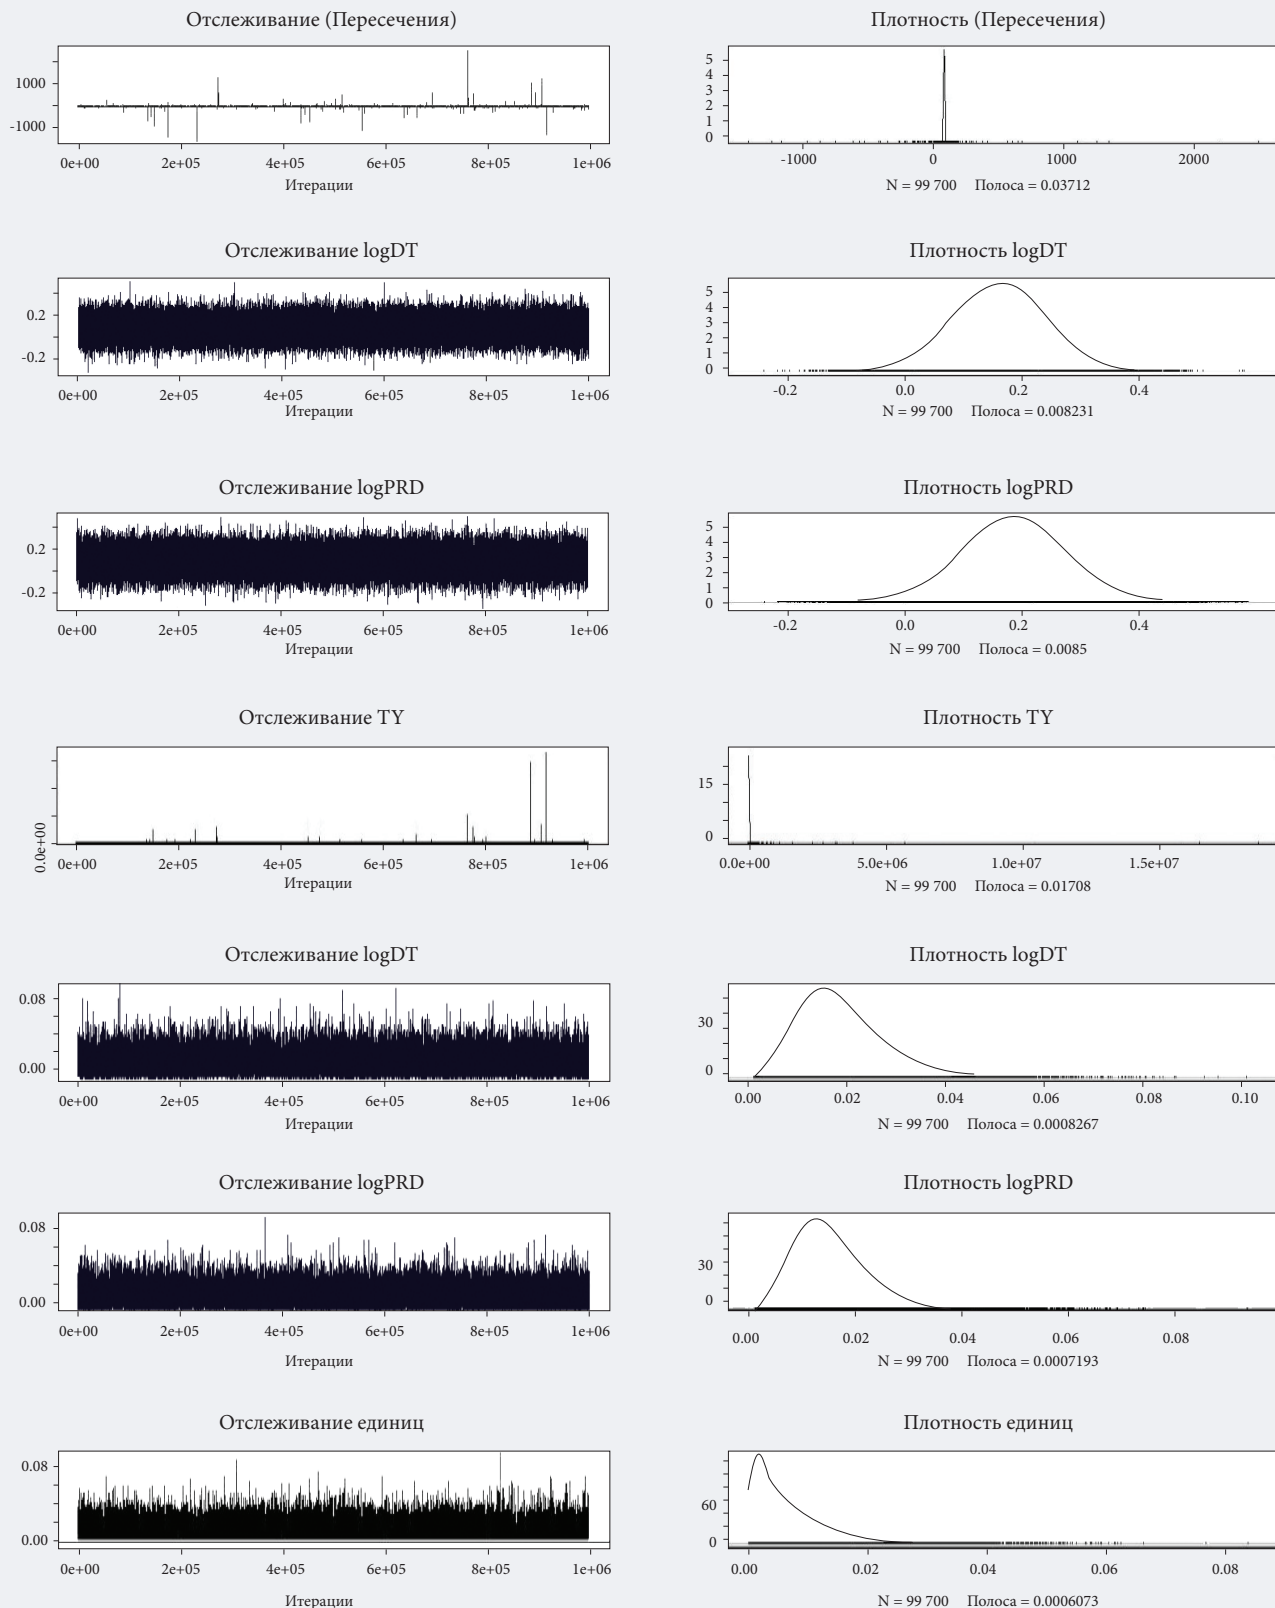 Отслеживание (Пересечения)
1000
-1000
0e+00 2e+05 4e+05 6e+05 8e+05 1e+06
Итерации
Плотность (Пересечения)
5
4
3
2
1
0
-1000 0 1000 2000
N = 99 700 Полоса = 0.03712
Отслеживание logDT
0.2
-0.2
0e+00 2e+05 4e+05 6e+05 8e+05 1e+06
Итерации
Плотность logDT
5
4
3
2
1
0
-0.2 0.0 0.2 0.4
N = 99 700 Полоса = 0.008231
Отслеживание logPRD
0.2
-0.2
0e+00 2e+05 4e+05 6e+05 8e+05 1e+06
Итерации
Плотность logPRD
5
4
3
2
1
0
-0.2 0.0 0.2 0.4
N = 99 700 Полоса = 0.0085
Отслеживание TY
0.0e+00
0e+00 2e+05 4e+05 6e+05 8e+05 1e+06
Итерации
Плотность TY
15
0
0.0e+00 5.0e+06 1.0e+07 1.5e+07
N = 99 700 Полоса = 0.01708
Отслеживание logDT
0.08
0.00
0e+00 2e+05 4e+05 6e+05 8e+05 1e+06
Итерации
Плотность logDT
30
0
0.00 0.02 0.04 0.06 0.08 0.10
N = 99 700 Полоса = 0.0008267
Отслеживание logPRD
0.08
0.00
0e+00 2e+05 4e+05 6e+05 8e+05 1e+06
Итерации
Плотность logPRD
30
0
0.00 0.02 0.04 0.06 0.08
N = 99 700 Полоса = 0.0007193
Отслеживание единиц
0.08
0.00
0e+00 2e+05 4e+05 6e+05 8e+05 1e+06
Итерации
Плотность единиц
60
0
0.00 0.02 0.04 0.06 0.08
N = 99 700 Полоса = 0.0006073